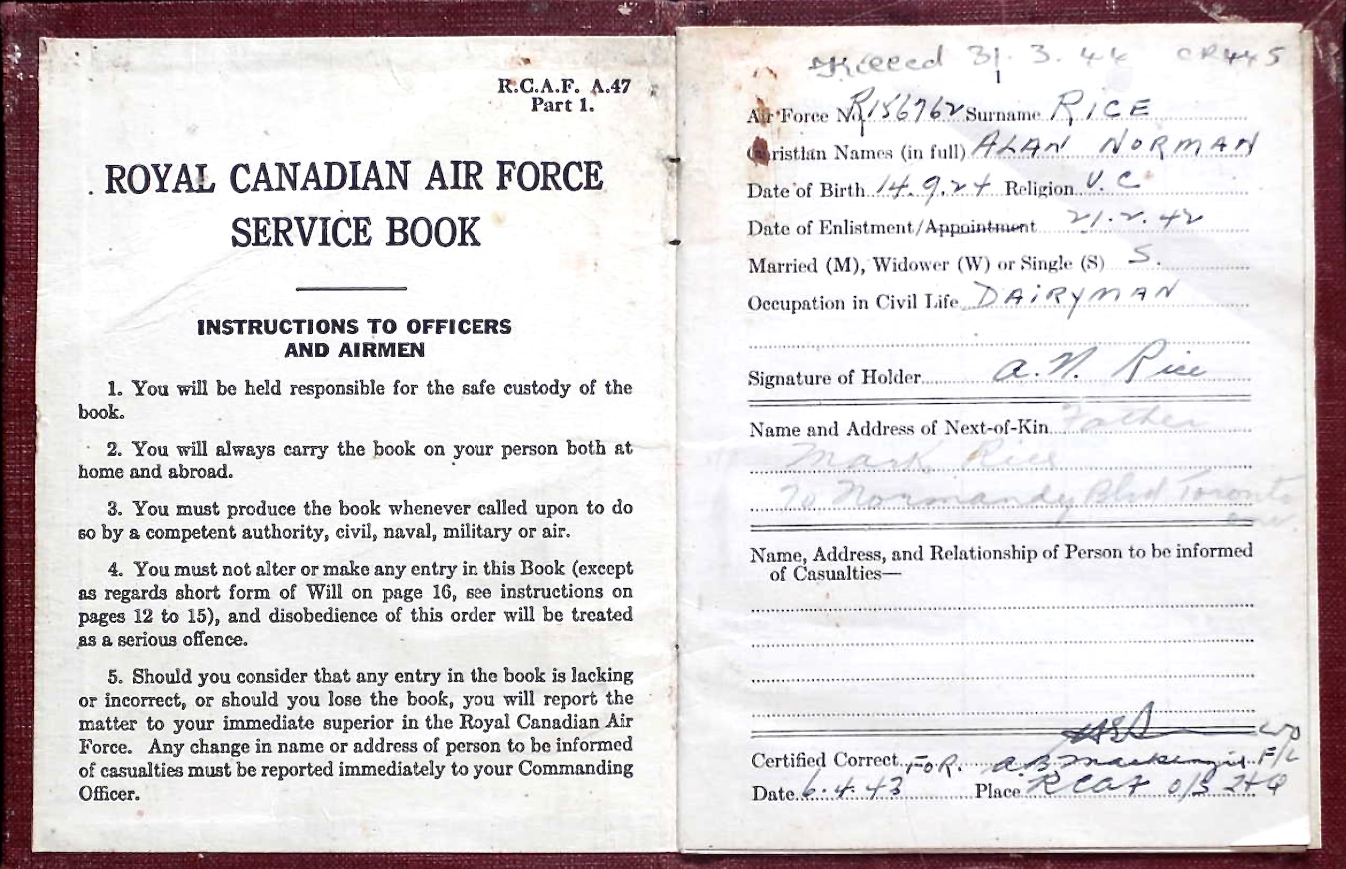 R.C.A.F. A.47
Part 1.
ROYAL CANADIAN AIR FORCE
SERVICE BOOK
INSTRUCTIONS TO OFFICERS
AND AIRMEN
1. You will be held responsible for the safe custody of the
book.
2. You will always carry the book on your person both at
home and abroad.
3. You must produce the book whenever called upon to do
so by a competent authority, civil, naval, military or air.
4. You must not alter or make any entry in this Book (except
as regards short form of Will on page 16, see instructions on
pages 12 to 15), and disobedience of this order will be treated
as a serious offence.
5. Should you consider that any entry in the book is lacking
or incorrect, or should you lose the book, you will report the
matter to your immediate superior in the Royal Canadian Air
Force. Any change in name or address of person to be informed
of casualties must be reported immediately to your Commanding
Officer.
Killed 31.3.44 CR445
1
Air Force No. R156762 Surname RICE
Christian Names (in full) ALAN NORMAN
Date of Birth 14.9.24 Religion U.C
Date of Enlistment/Appointment 21.2.42
Married (M), Widower (W) or Single (S) S.
Occupation in Civil Life DAIRYMAN
Signature of Holder A. N. Rice
Name and Address of Next-of-Kin Father
Mark Rice
70 Normandy Blvd Toronto
Ont.
Name, Address, and Relationship of Person to be informed
of Casualties—
WO
Certified Correct FOR. A.B. Mackenzie F/L
Date 6.4.43 Place RCAF O/S HQ